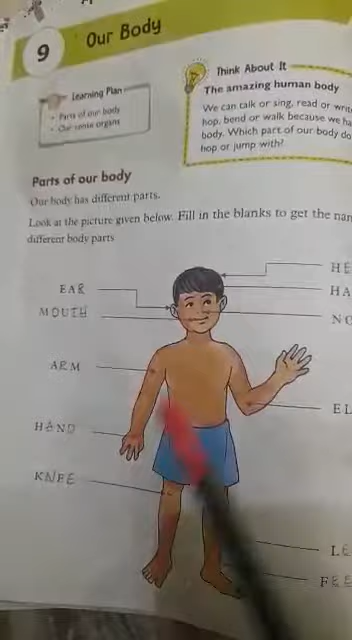 9
Our Body
Learning Plan
• Parts of our body
• Our sense organs
Think About It
The amazing human body
We can talk or sing, read or writ
hop, bend or walk because we ha
body. Which part of our body do
hop or jump with?
Parts of our body
Our body has different parts.
Look at the picture given below. Fill in the blanks to get the nam
different body parts
HE
EAR
HA
MOUTH
NO
ARM
EL
HAND
KNEE
LE
FEE